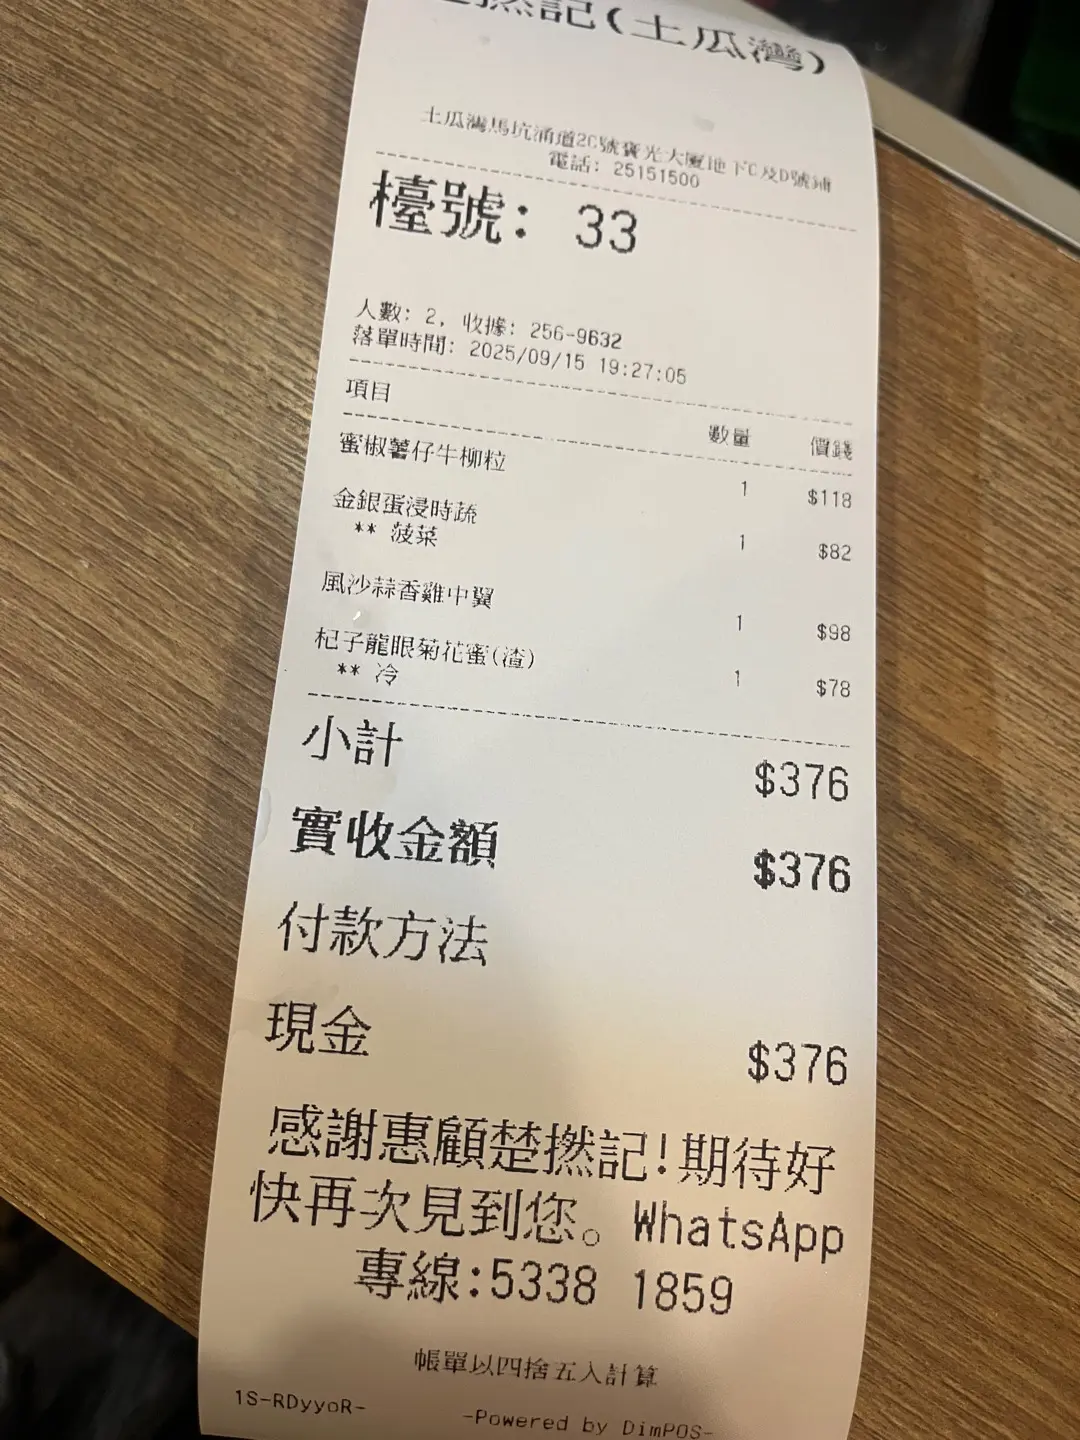 撚記(土瓜灣)
土瓜灣馬坑涌道2C號寶光大廈地下C及D號鋪
電話: 25151500
檯號: 33
人數: 2, 收據: 256-9632
落單時間: 2025/09/15 19:27:05
項目 數量 價錢
蜜椒薯仔牛柳粒 1 $118
金銀蛋浸時蔬 1 $82
** 菠菜
風沙蒜香雞中翼 1 $98
杞子龍眼菊花蜜(渣) 1 $78
** 冷
小計 $376
實收金額 $376
付款方法
現金 $376
感謝惠顧楚撚記!期待好
快再次見到您。WhatsApp
專線:5338 1859
帳單以四捨五入計算
1S-RDyyoR-
-Powered by DimPOS-